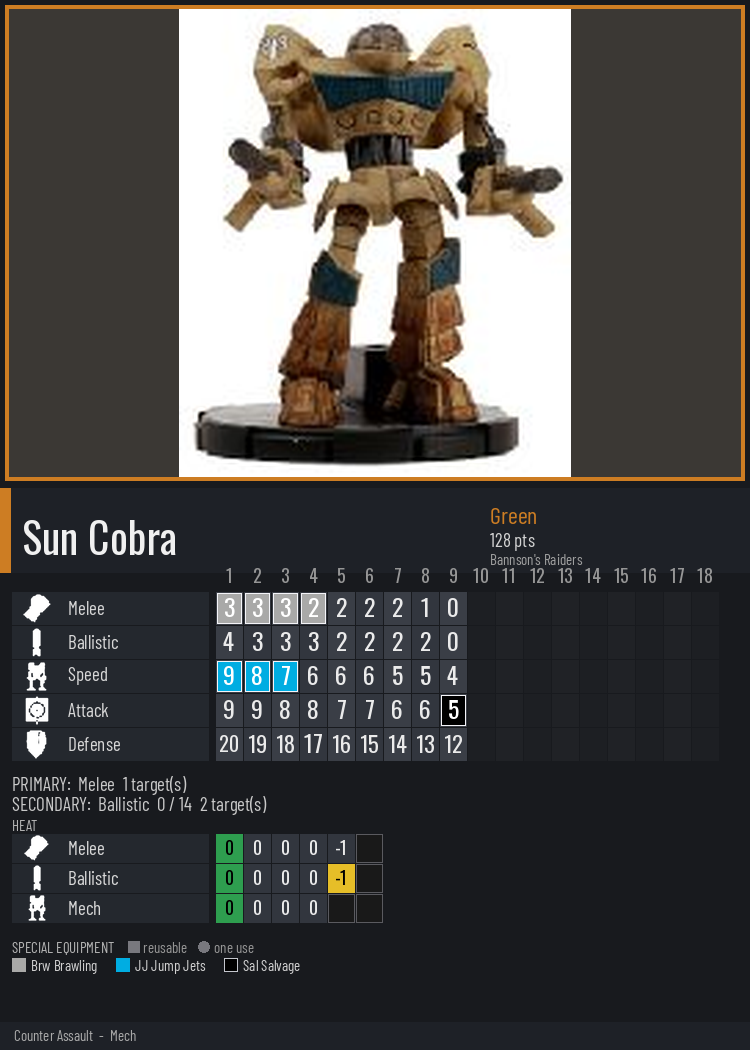 Sun Cobra
Green
128 pts
Bannson's Raiders
1 2 3 4 5 6 7 8 9 10 11 12 13 14 15 16 17 18
Melee 3 3 3 2 2 2 2 1 0
Ballistic 4 3 3 3 2 2 2 2 0
Speed 9 8 7 6 6 6 5 5 4
Attack 9 9 8 8 7 7 6 6 5
Defense 20 19 18 17 16 15 14 13 12
PRIMARY: Melee 1 target(s)
SECONDARY: Ballistic 0 / 14 2 target(s)
HEAT
Melee 0 0 0 0 -1
Ballistic 0 0 0 0 -1
Mech 0 0 0 0
SPECIAL EQUIPMENT reusable one use
Brw Brawling JJ Jump Jets Sal Salvage
Counter Assault - Mech